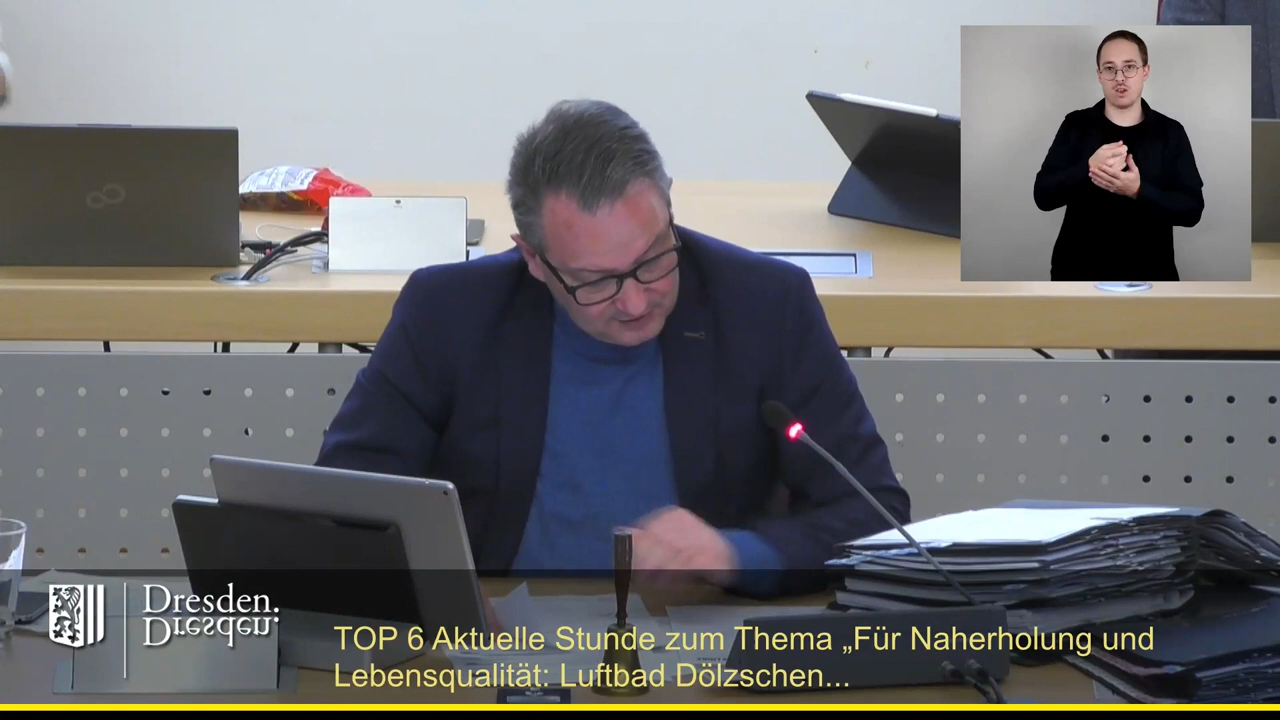 Dresden.
Dresden.
TOP 6 Aktuelle Stunde zum Thema „Für Naherholung und
Lebensqualität: Luftbad Dölzschen...